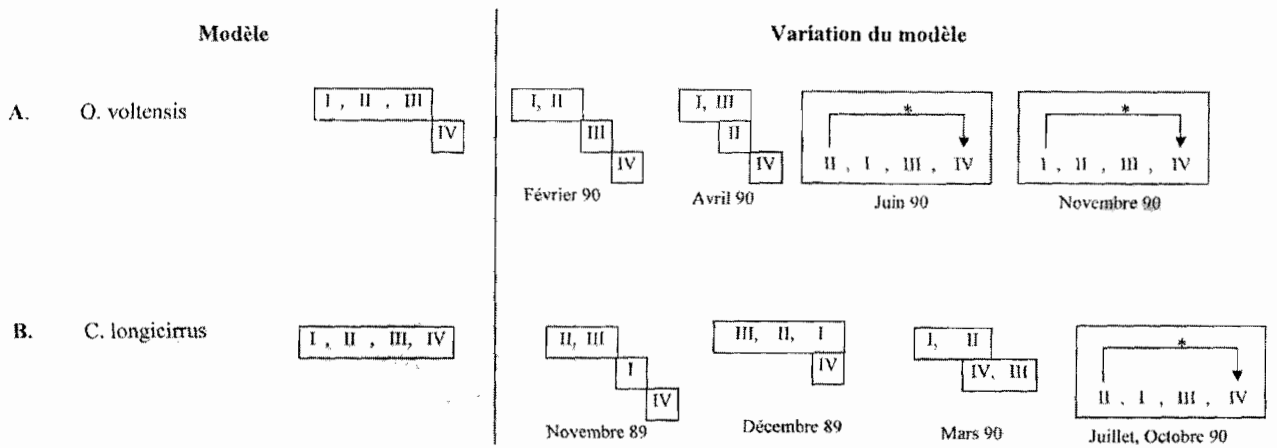 Modèle
Variation du modèle
A. O. voltensis
I , II , III
IV
I, II
III
IV
Février 90
I, III
II
IV
Avril 90
*
II , I , III , IV
Juin 90
*
I , II , III , IV
Novembre 90
B. C. longicirrus
I , II , III, IV
II, III
I
IV
Novembre 89
III, II, I
IV
Décembre 89
I, II
IV, III
Mars 90
*
II , I , III , IV
Juillet, Octobre 90